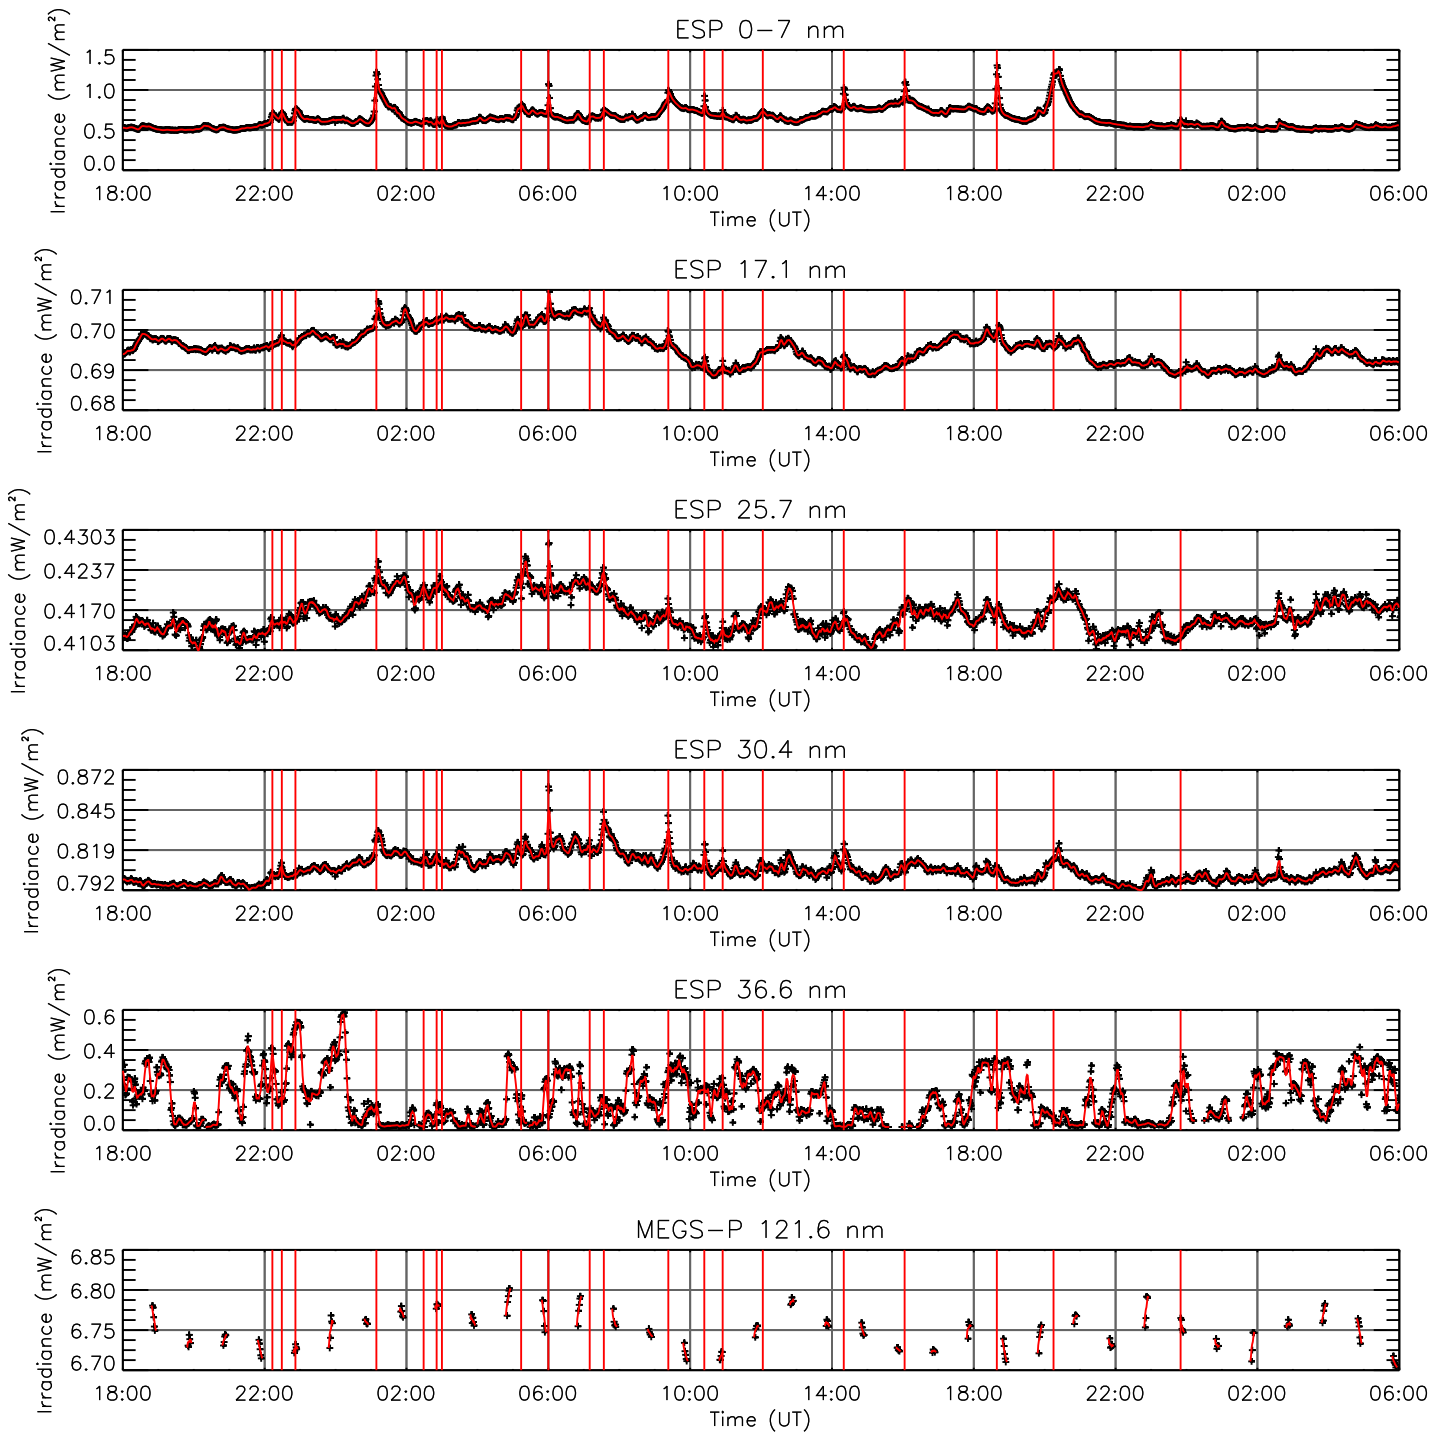 ESP 0-7 nm
Irradiance (mW/m²)
1.5
1.0
0.5
0.0
18:00 22:00 02:00 06:00 10:00 14:00 18:00 22:00 02:00 06:00
Time (UT)
ESP 17.1 nm
Irradiance (mW/m²)
0.71
0.70
0.69
0.68
18:00 22:00 02:00 06:00 10:00 14:00 18:00 22:00 02:00 06:00
Time (UT)
ESP 25.7 nm
Irradiance (mW/m²)
0.4303
0.4237
0.4170
0.4103
18:00 22:00 02:00 06:00 10:00 14:00 18:00 22:00 02:00 06:00
Time (UT)
ESP 30.4 nm
Irradiance (mW/m²)
0.872
0.845
0.819
0.792
18:00 22:00 02:00 06:00 10:00 14:00 18:00 22:00 02:00 06:00
Time (UT)
ESP 36.6 nm
Irradiance (mW/m²)
0.6
0.4
0.2
0.0
18:00 22:00 02:00 06:00 10:00 14:00 18:00 22:00 02:00 06:00
Time (UT)
MEGS-P 121.6 nm
Irradiance (mW/m²)
6.85
6.80
6.75
6.70
18:00 22:00 02:00 06:00 10:00 14:00 18:00 22:00 02:00 06:00
Time (UT)